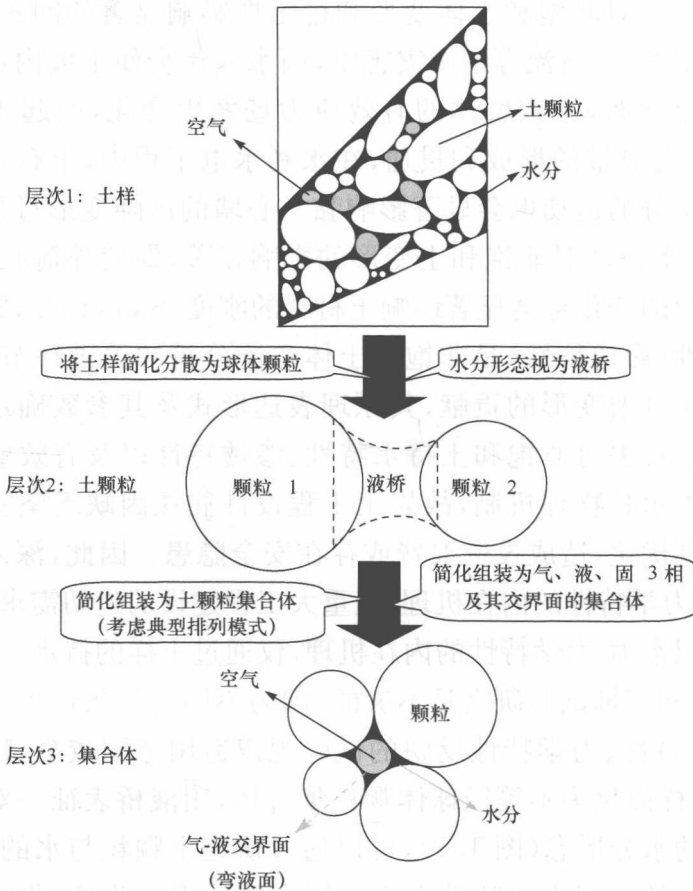 空气
土颗粒
层次1：土样
水分
将土样简化分散为球体颗粒
水分形态视为液桥
层次2：土颗粒
颗粒 1
液桥
颗粒 2
简化组装为土颗粒集合体
(考虑典型排列模式)
简化组装为气、液、固 3 相
及其交界面的集合体
空气
颗粒
层次3：集合体
水分
气-液交界面
(弯液面)